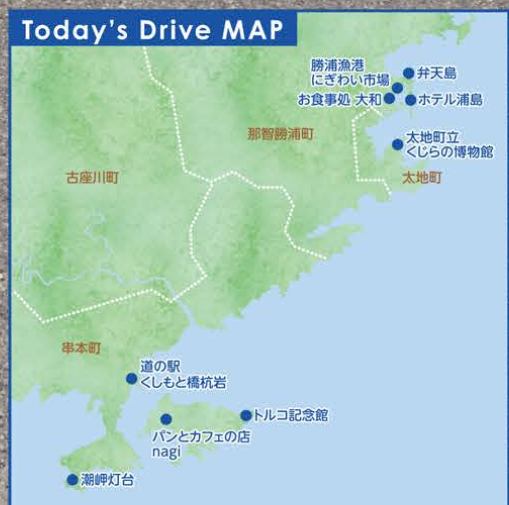 Today's Drive MAP
勝浦漁港
にぎわい市場
弁天島
お食事処 大和
ホテル浦島
那智勝浦町
太地町立
くじらの博物館
古座川町
太地町
串本町
道の駅
くしもと橋杭岩
トルコ記念館
パンとカフェの店
nagi
潮岬灯台